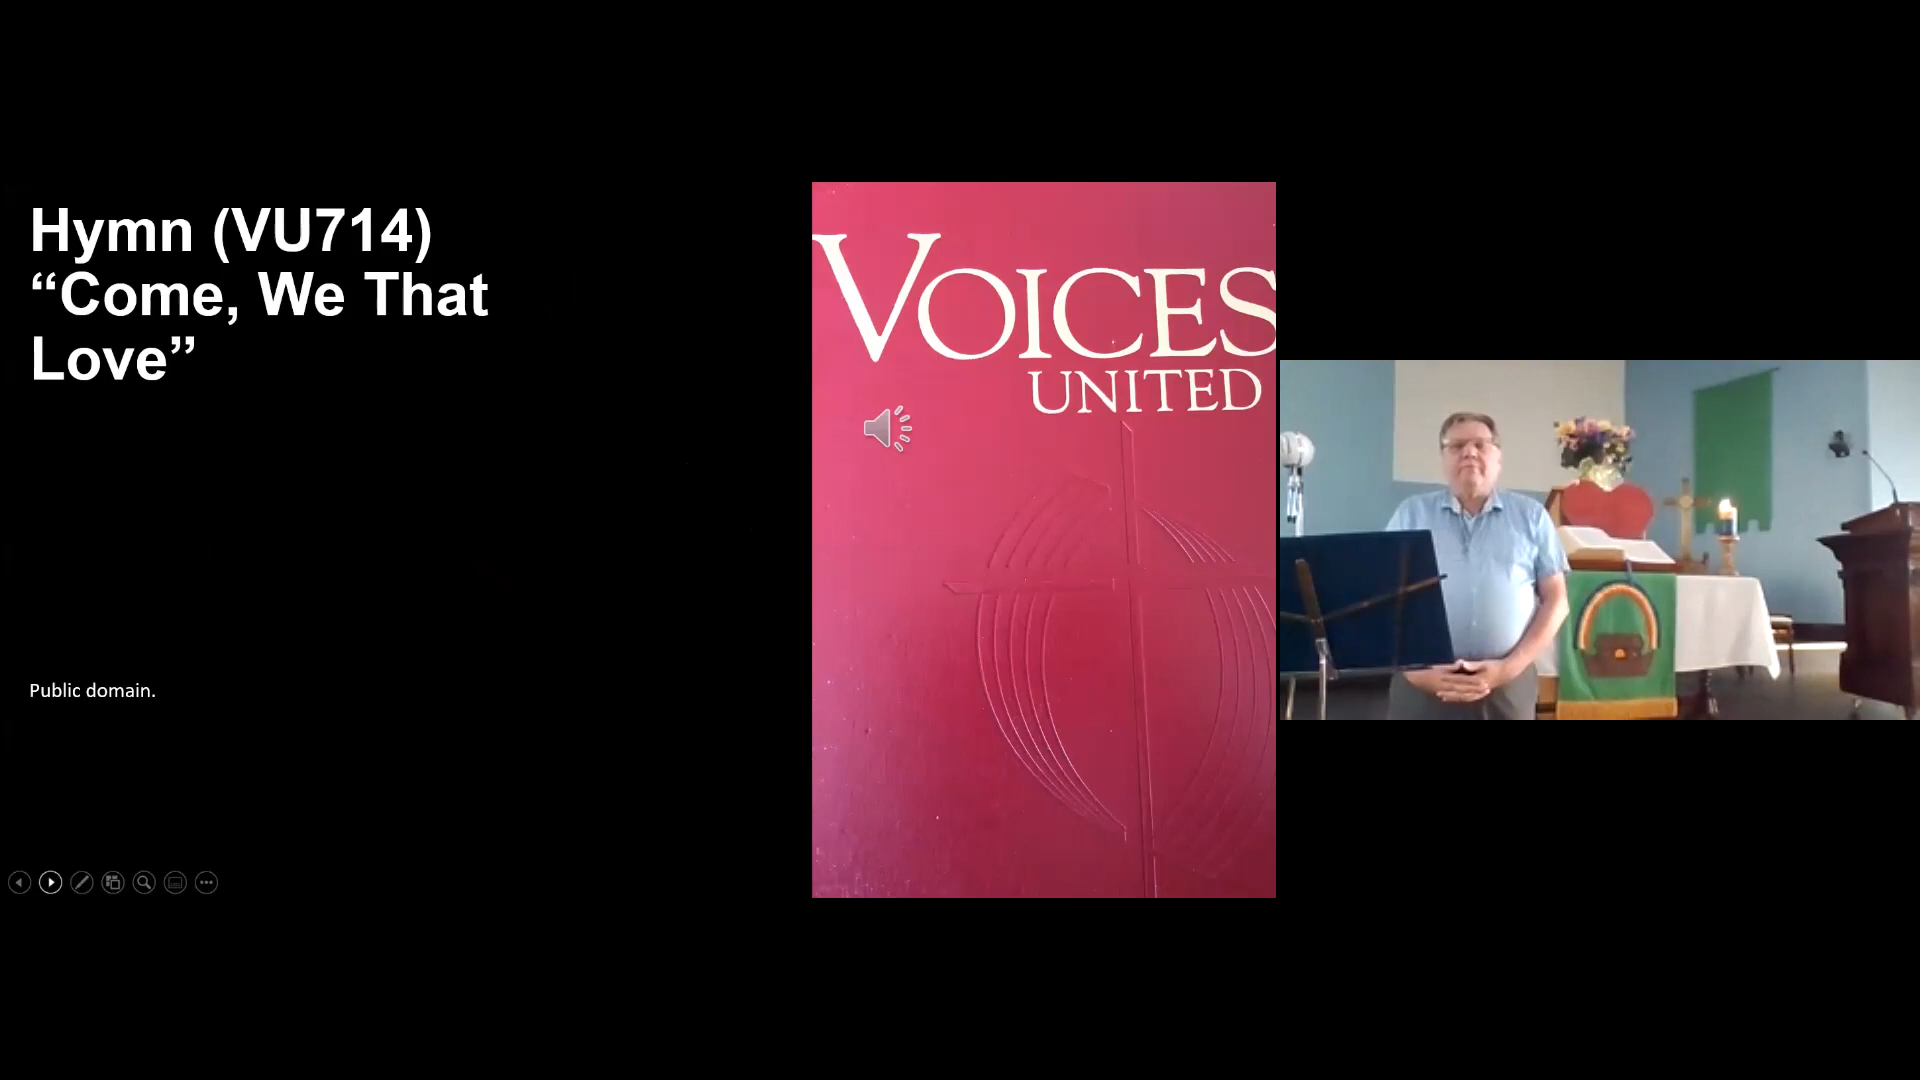 Hymn (VU714)
“Come, We That
Love”
Public domain.
VOICES
UNITED